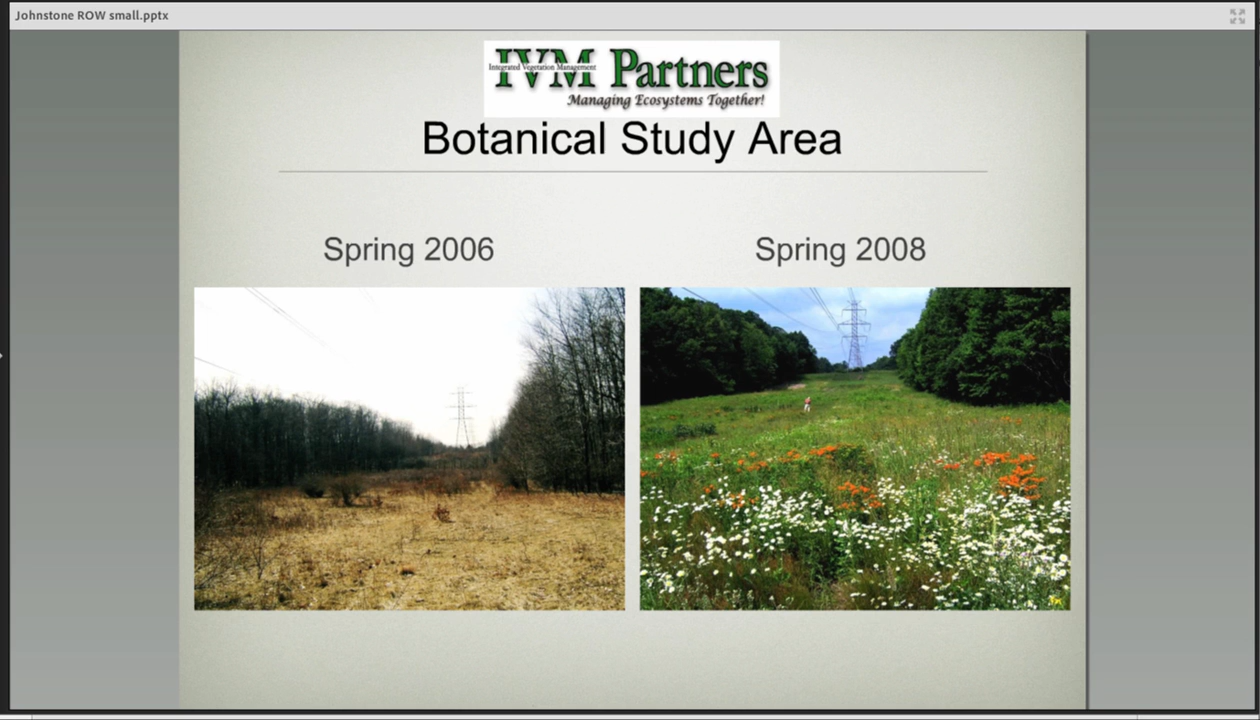 Johnstone ROW small.pptx
IVM Partners
Integrated Vegetation Management
Managing Ecosystems Together!
Botanical Study Area
Spring 2006
Spring 2008